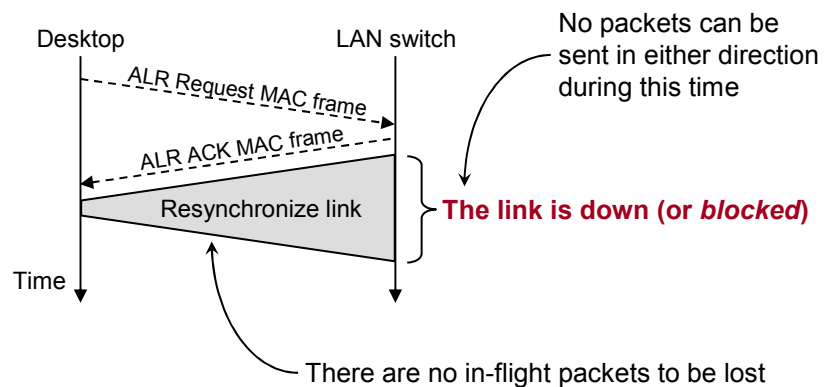 Desktop
LAN switch
No packets can be
sent in either direction
during this time
ALR Request MAC frame
ALR ACK MAC frame
Resynchronize link
The link is down (or blocked)
Time
There are no in-flight packets to be lost